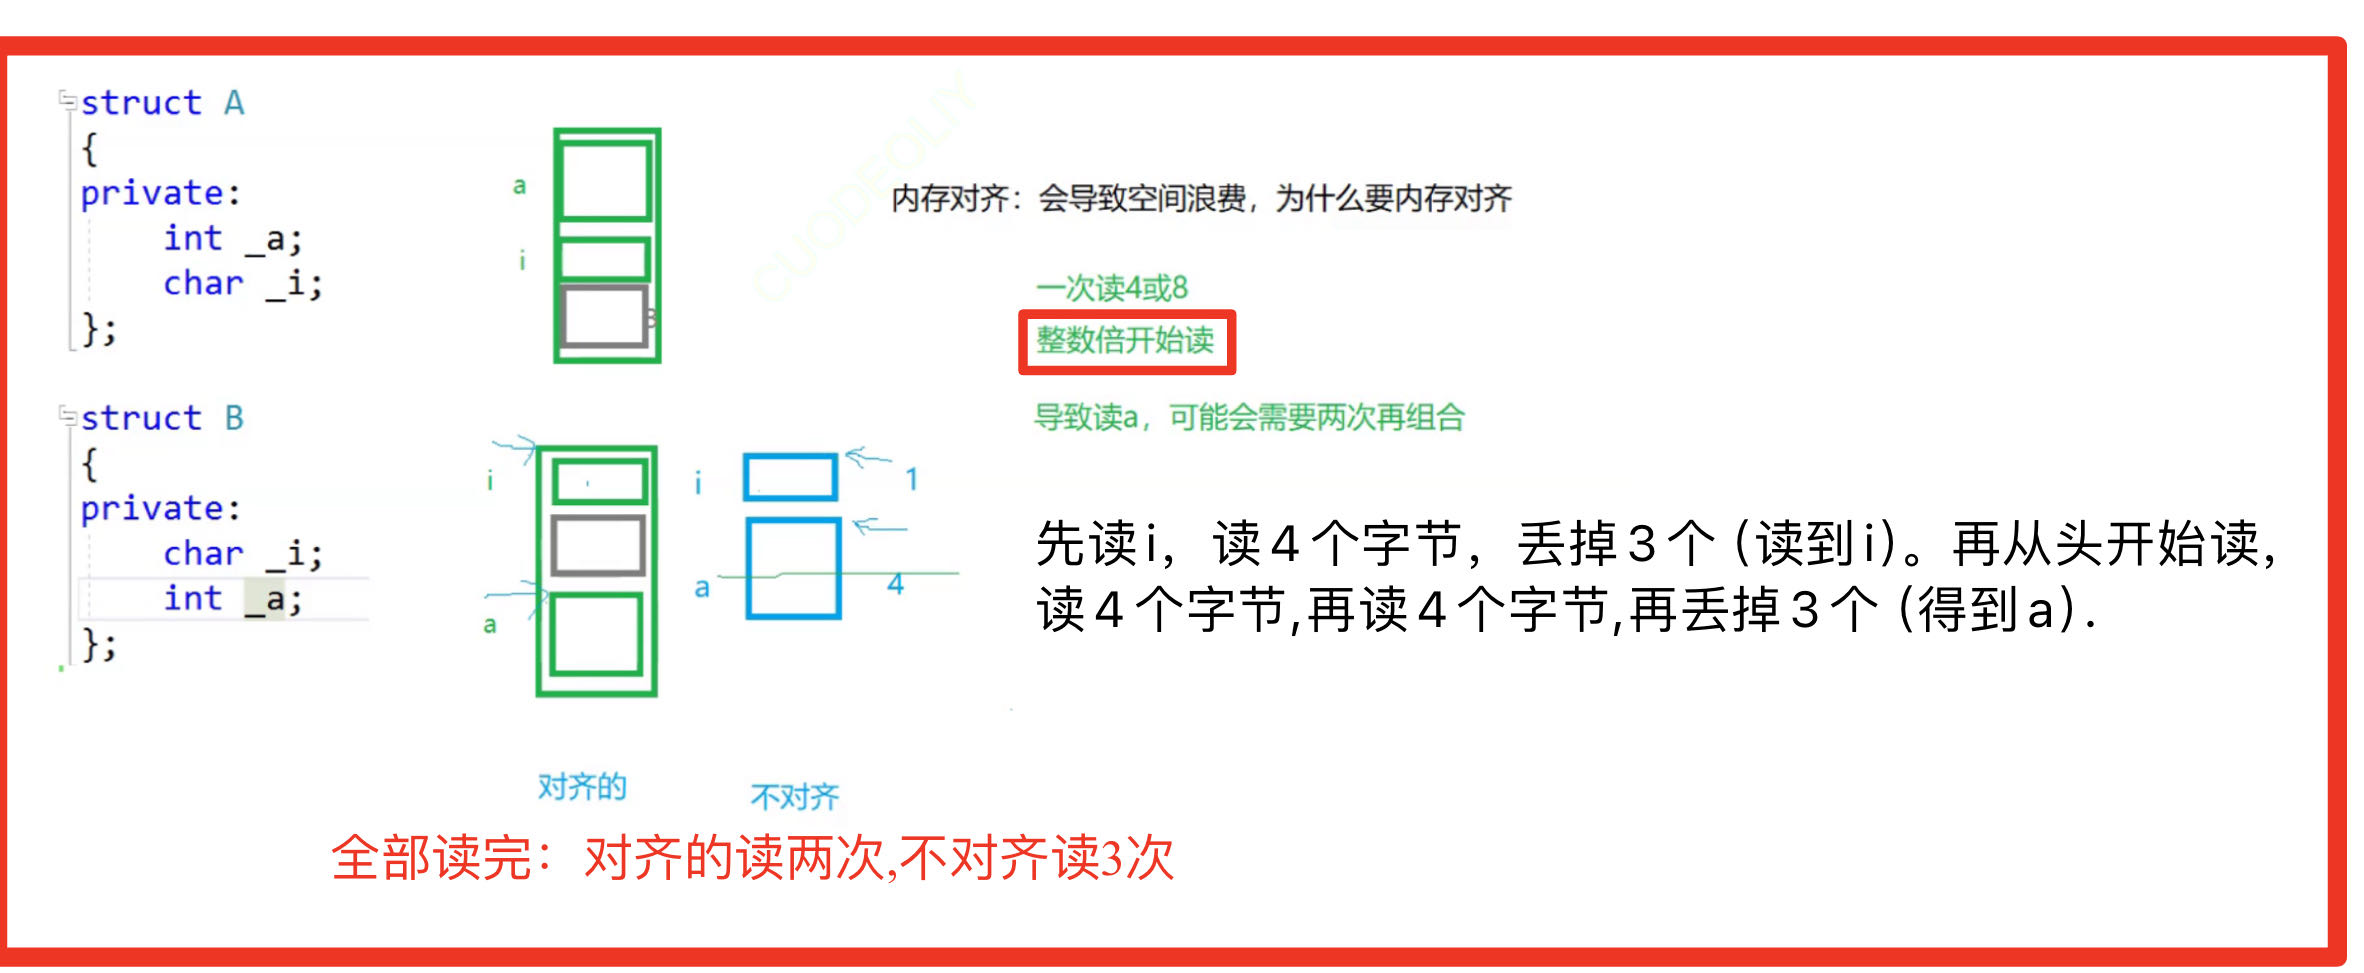 struct A
{
private:
int _a;
char _i;
};
a
i
3
内存对齐：会导致空间浪费，为什么要内存对齐
一次读4或8
整数倍开始读
导致读a，可能会需要两次再组合
struct B
{
private:
char _i;
int _a;
};
i
a
i
1
a
4
先读i，读4个字节，丢掉3个（读到i）。再从头开始读，
读4个字节,再读4个字节,再丢掉3个（得到a）.
对齐的
不对齐
全部读完：对齐的读两次,不对齐读3次